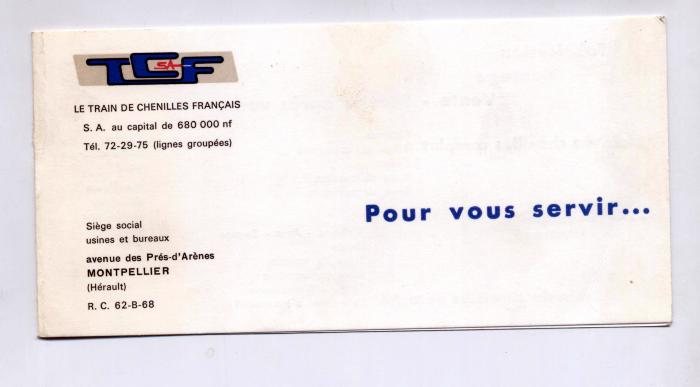 TCF
SA
LE TRAIN DE CHENILLES FRANÇAIS
S. A. au capital de 680 000 nf
Tél. 72-29-75 (lignes groupées)
Pour vous servir...
Siège social
usines et bureaux
avenue des Prés-d'Arènes
MONTPELLIER
(Hérault)
R. C. 62-B-68